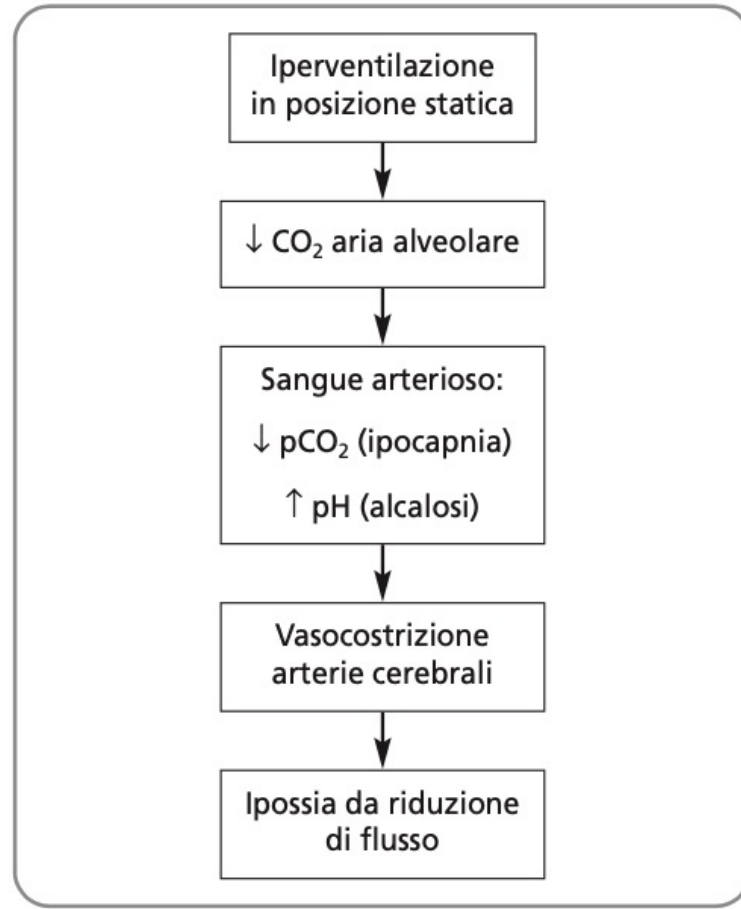 Iperventilazione
in posizione statica
↓ CO₂ aria alveolare
Sangue arterioso:
↓ pCO₂ (ipocapnia)
↑ pH (alcalosi)
Vasocostrizione
arterie cerebrali
Ipossia da riduzione
di flusso